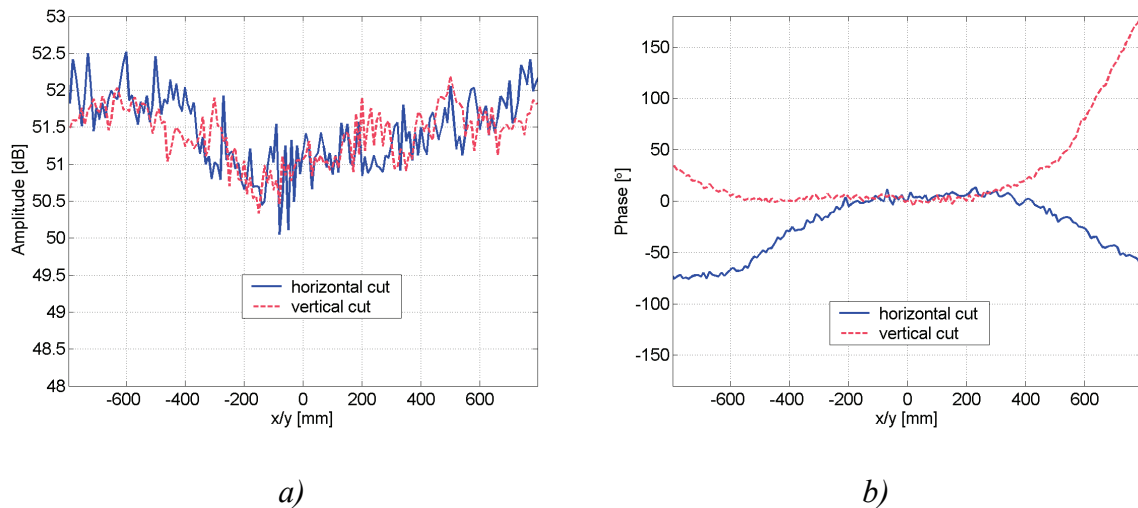 53
52.5
52
51.5
51
50.5
50
49.5
49
48.5
48
Amplitude [dB]
horizontal cut
vertical cut
-600 -400 -200 0 200 400 600
x/y [mm]
a)
150
100
50
0
-50
-100
-150
Phase [°]
horizontal cut
vertical cut
-600 -400 -200 0 200 400 600
x/y [mm]
b)